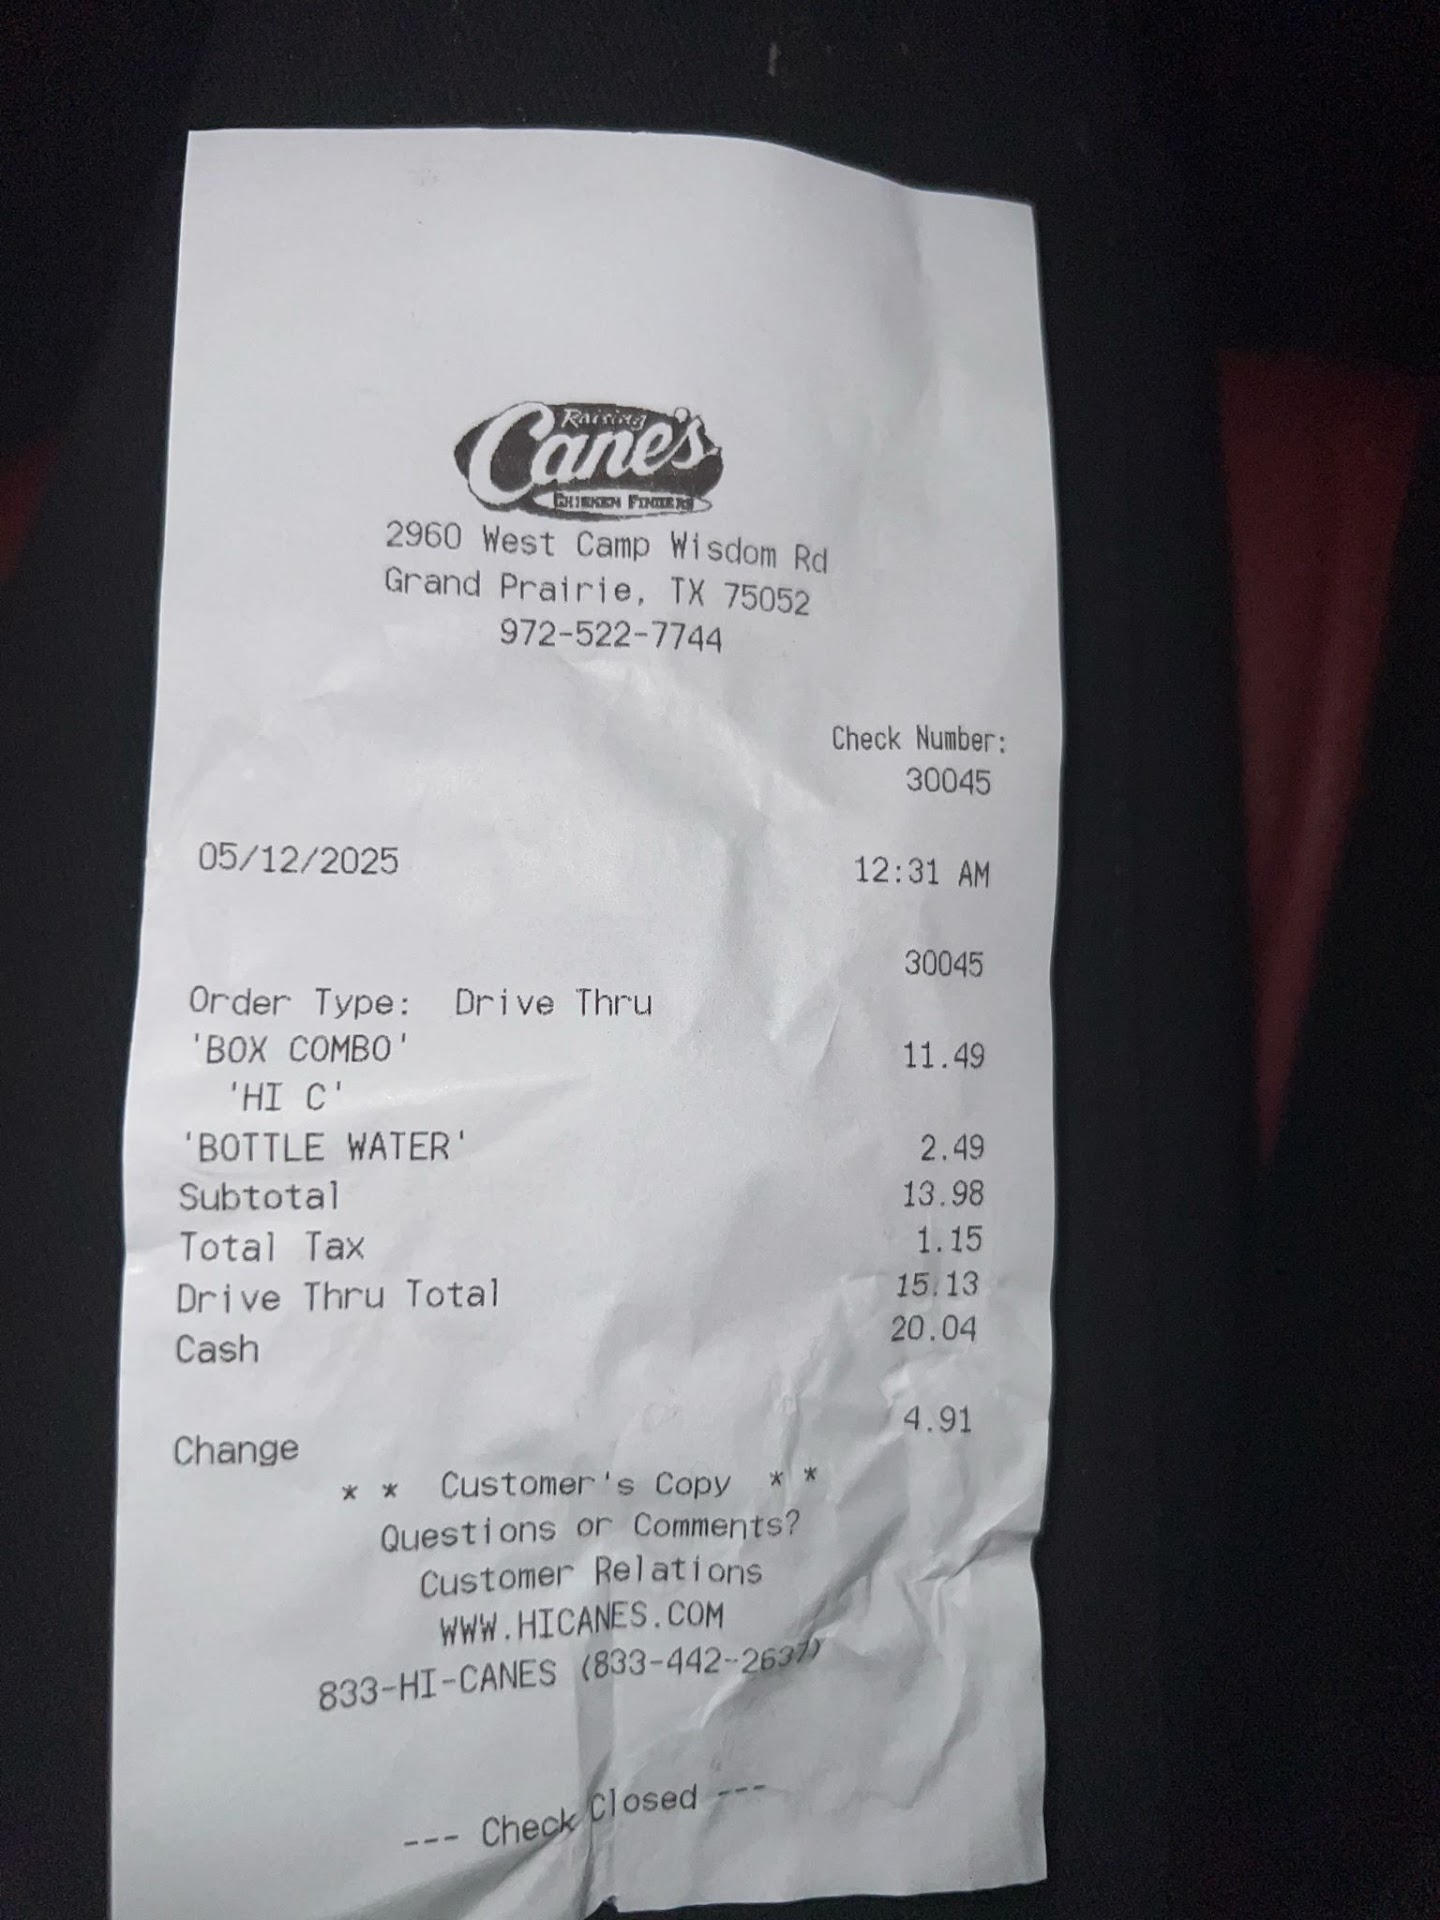 Raising
Cane's
CHICKEN FINGERS
2960 West Camp Wisdom Rd
Grand Prairie, TX 75052
972-522-7744
Check Number:
30045
05/12/2025 12:31 AM
30045
Order Type: Drive Thru
'BOX COMBO' 11.49
'HI C'
'BOTTLE WATER' 2.49
Subtotal 13.98
Total Tax 1.15
Drive Thru Total 15.13
Cash 20.04
Change 4.91
* * Customer's Copy * *
Questions or Comments?
Customer Relations
WWW.HICANES.COM
833-HI-CANES (833-442-2637)
--- Check Closed ---